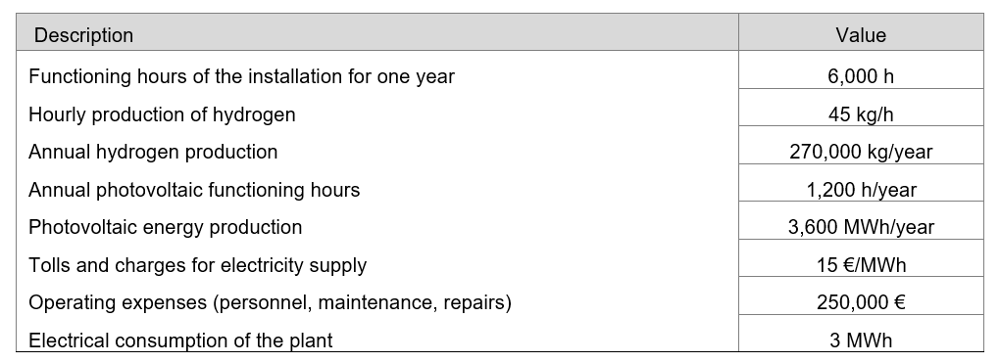 Description Value
Functioning hours of the installation for one year 6,000 h
Hourly production of hydrogen 45 kg/h
Annual hydrogen production 270,000 kg/year
Annual photovoltaic functioning hours 1,200 h/year
Photovoltaic energy production 3,600 MWh/year
Tolls and charges for electricity supply 15 €/MWh
Operating expenses (personnel, maintenance, repairs) 250,000 €
Electrical consumption of the plant 3 MWh